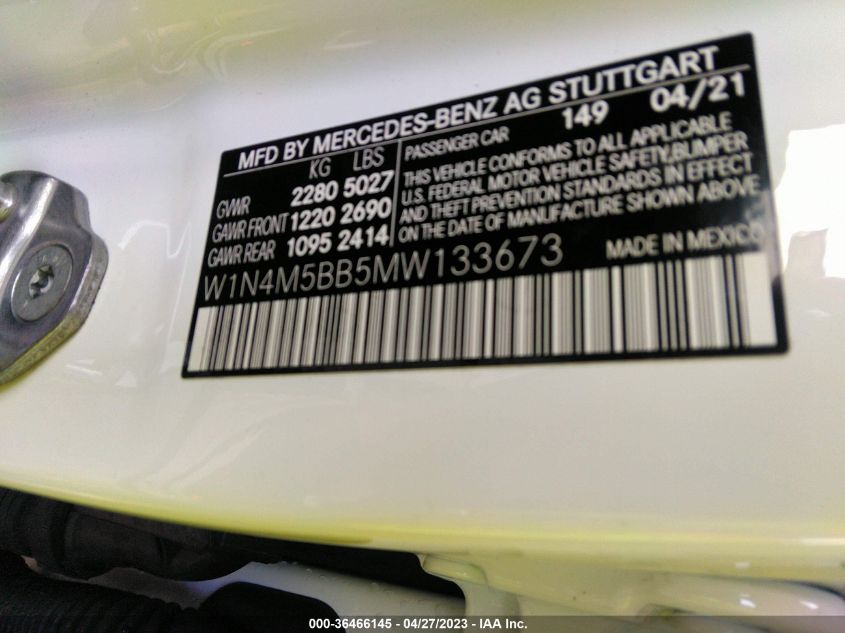 MFD BY MERCEDES-BENZ AG STUTTGART
KG LBS
GVWR 2280 5027
GAWR FRONT 1220 2690
GAWR REAR 1095 2414
PASSENGER CAR 149 04/21
THIS VEHICLE CONFORMS TO ALL APPLICABLE
U.S. FEDERAL MOTOR VEHICLE SAFETY,BUMPER
AND THEFT PREVENTION STANDARDS IN EFFECT
ON THE DATE OF MANUFACTURE SHOWN ABOVE
W1N4M5BB5MW133673 MADE IN MEXICO
000-36466145 - 04/27/2023 - IAA Inc.